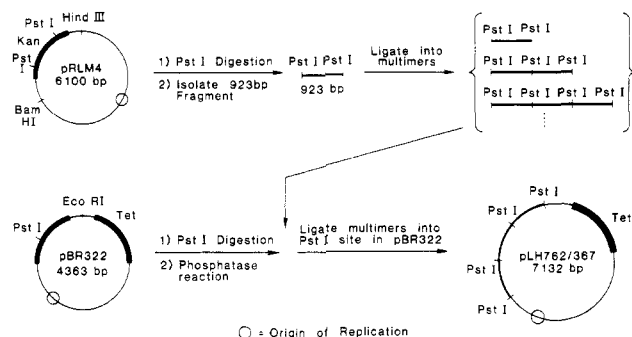 Pst I
Hind III
Kan
Pst I
pRLM4
6100 bp
Bam HI
1) Pst I Digestion
2) Isolate 923bp Fragment
Pst I Pst I
923 bp
Ligate into multimers
Pst I Pst I
Pst I Pst I Pst I
Pst I Pst I Pst I Pst I
Eco RI
Pst I
Tet
pBR322
4363 bp
1) Pst I Digestion
2) Phosphatase reaction
Ligate multimers into
Pst I site in pBR322
Pst I
Pst I
Tet
pLH762/367
7132 bp
Pst I
Pst I
= Origin of Replication